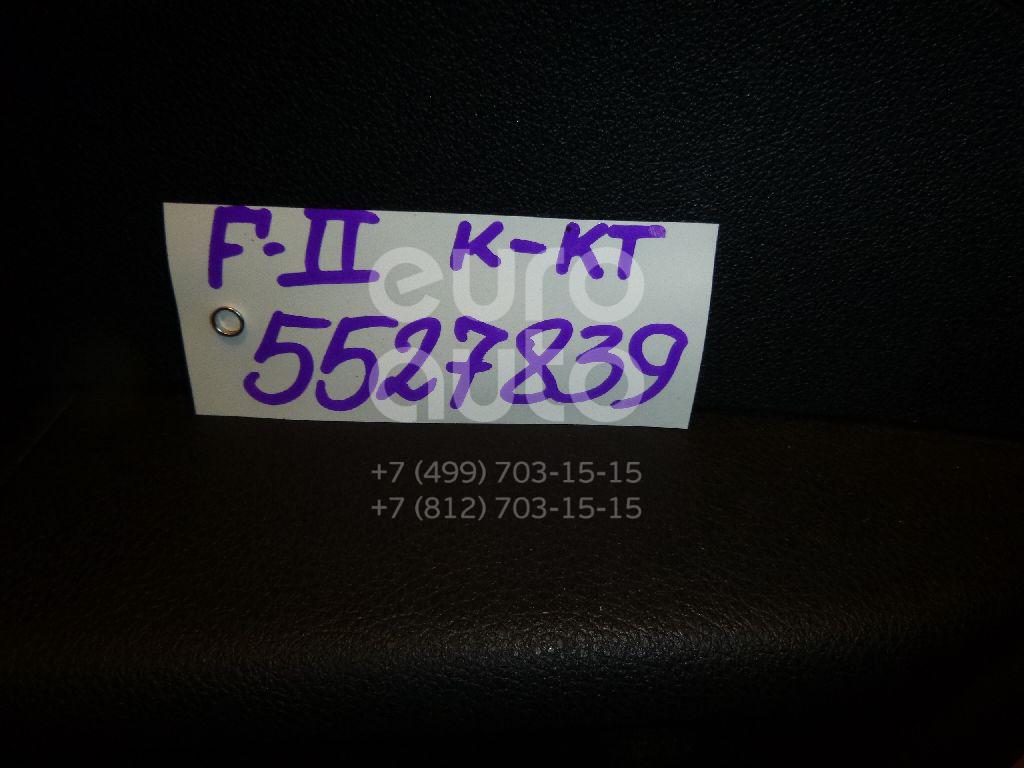 F-II К-КТ
5527839
euro
auto
+7 (499) 703-15-15
+7 (812) 703-15-15